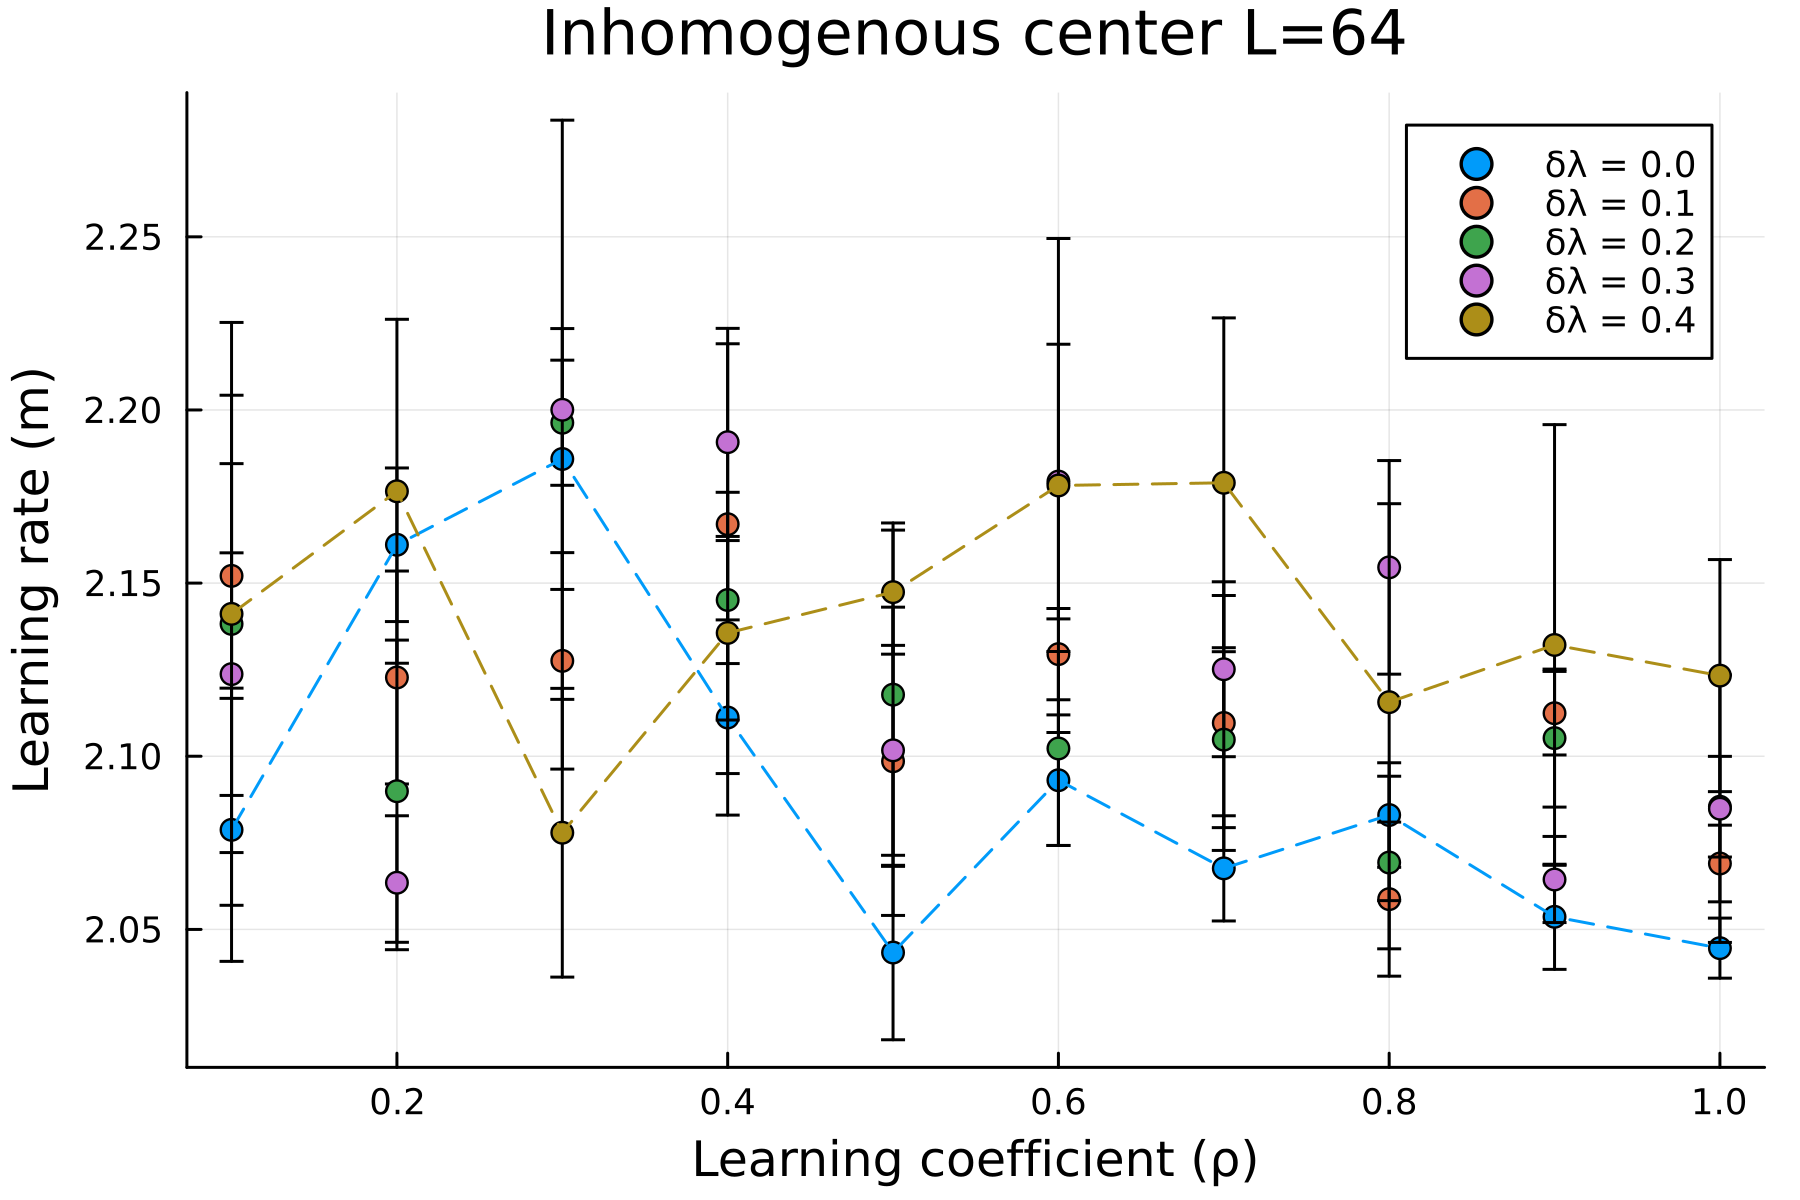 Inhomogenous center L=64
δλ = 0.0
δλ = 0.1
δλ = 0.2
δλ = 0.3
δλ = 0.4
Learning rate (m)
2.25
2.20
2.15
2.10
2.05
0.2 0.4 0.6 0.8 1.0
Learning coefficient (ρ)